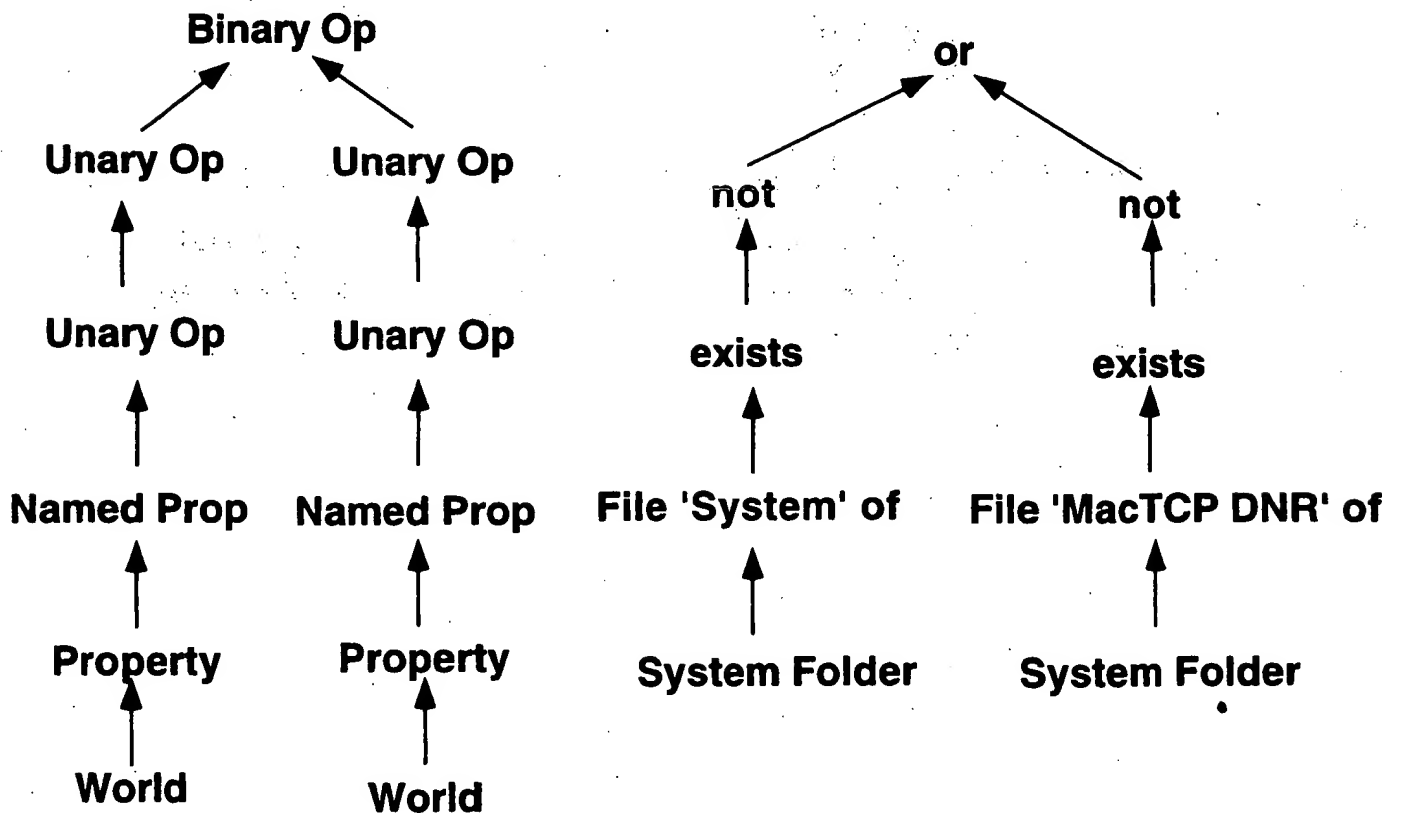 Binary Op
or
Unary Op Unary Op
not not
Unary Op Unary Op
exists exists
Named Prop Named Prop
File 'System' of File 'MacTCP DNR' of
Property Property
System Folder System Folder
World World